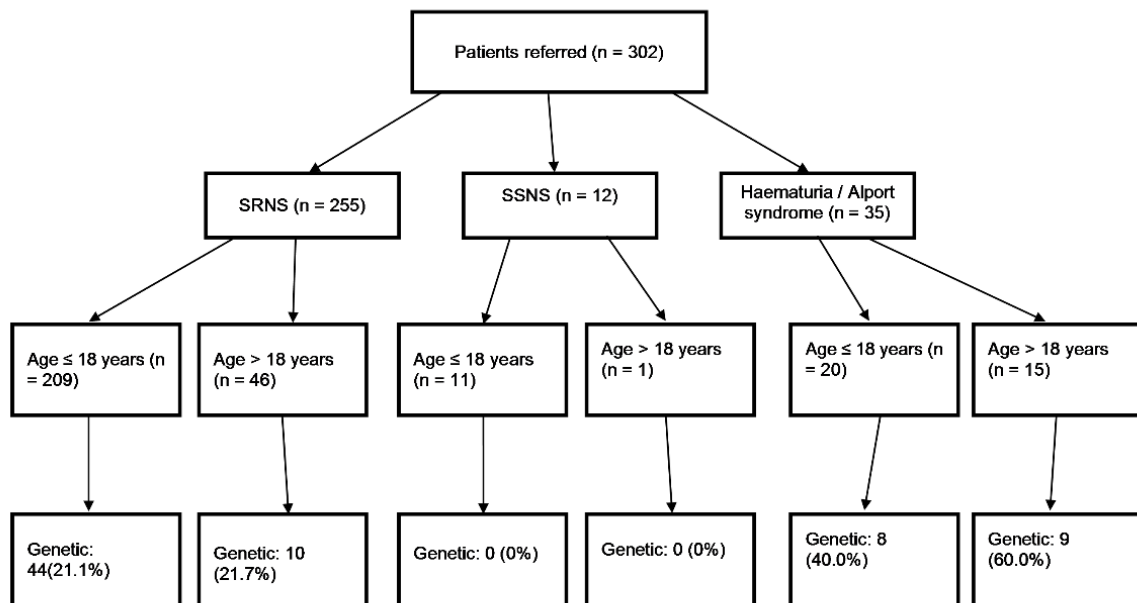 Patients referred (n = 302)
SRNS (n = 255)
SSNS (n = 12)
Haematuria / Alport
syndrome (n = 35)
Age ≤ 18 years (n
= 209)
Age > 18 years
(n = 46)
Age ≤ 18 years
(n = 11)
Age > 18 years
(n = 1)
Age ≤ 18 years (n
= 20)
Age > 18 years
(n = 15)
Genetic:
44(21.1%)
Genetic: 10
(21.7%)
Genetic: 0 (0%)
Genetic: 0 (0%)
Genetic: 8
(40.0%)
Genetic: 9
(60.0%)